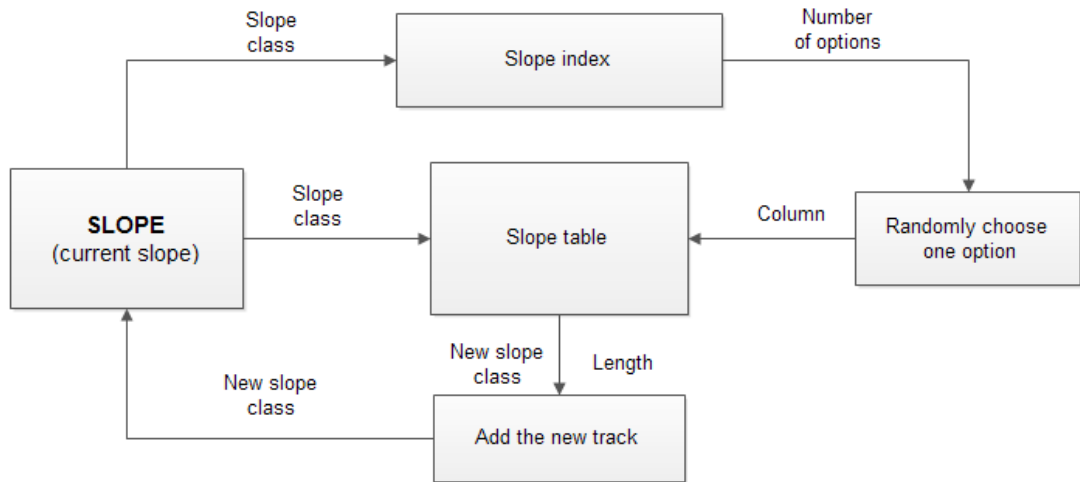 Slope
class
Slope index
Number
of options
SLOPE
(current slope)
Slope
class
Slope table
Column
Randomly choose
one option
New slope
class
Length
New slope
class
Add the new track